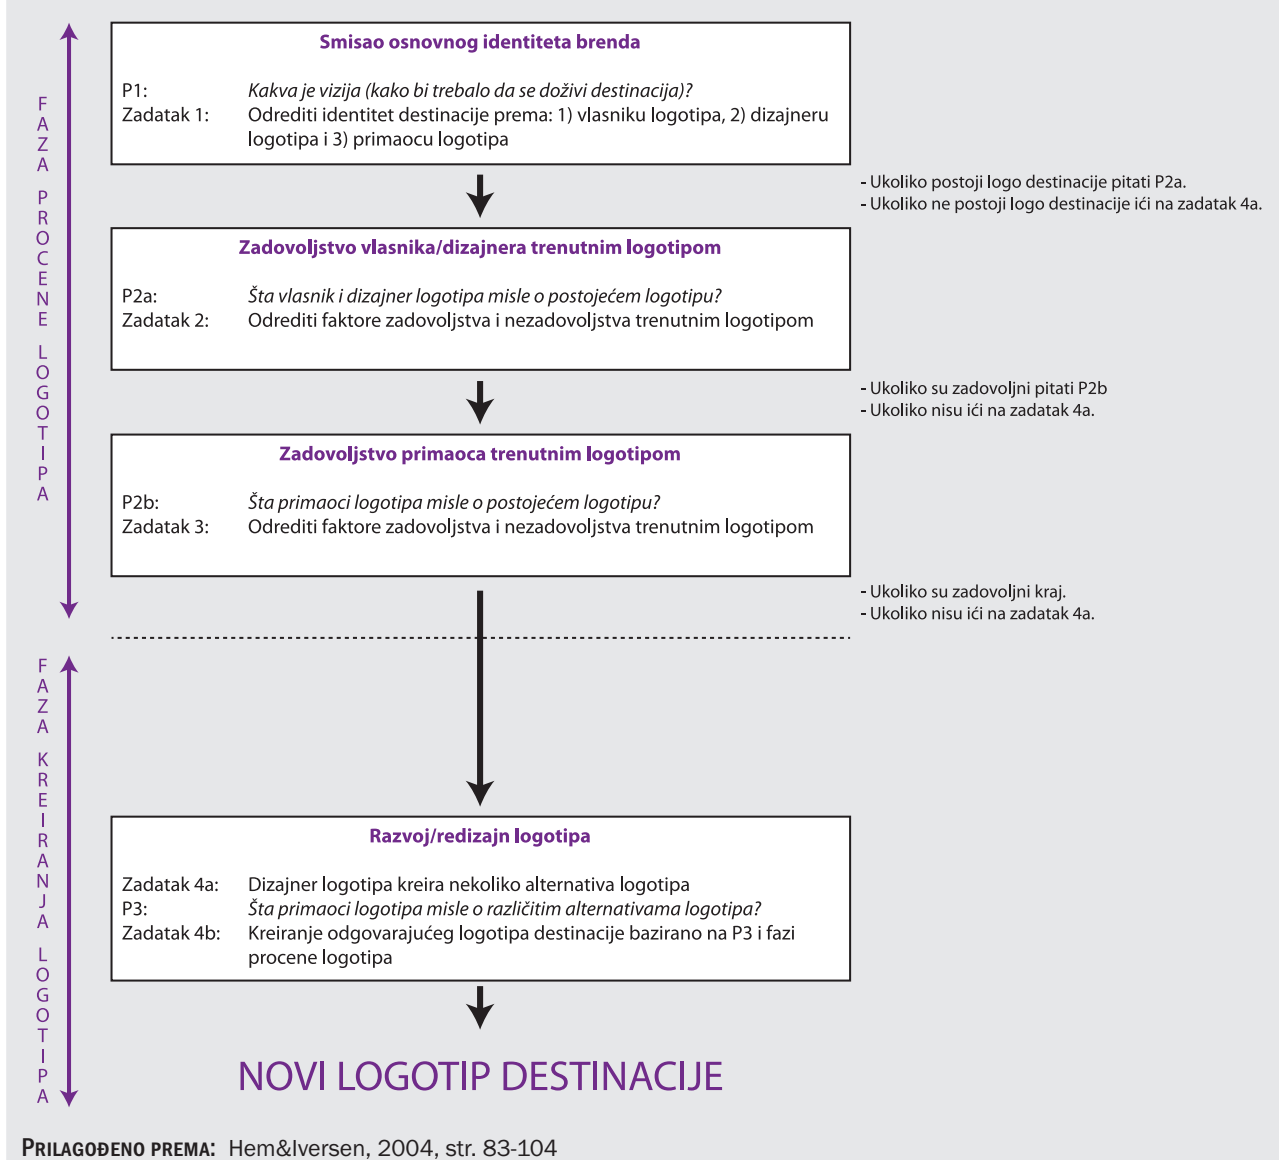 FAZA PROCENE LOGOTIPA
Smisao osnovnog identiteta brenda
P1: Kakva je vizija (kako bi trebalo da se doživi destinacija)?
Zadatak 1: Odrediti identitet destinacije prema: 1) vlasniku logotipa, 2) dizajneru
logotipa i 3) primaocu logotipa
- Ukoliko postoji logo destinacije pitati P2a.
- Ukoliko ne postoji logo destinacije ići na zadatak 4a.
Zadovoljstvo vlasnika/dizajnera trenutnim logotipom
P2a: Šta vlasnik i dizajner logotipa misle o postojećem logotipu?
Zadatak 2: Odrediti faktore zadovoljstva i nezadovoljstva trenutnim logotipom
- Ukoliko su zadovoljni pitati P2b
- Ukoliko nisu ići na zadatak 4a.
Zadovoljstvo primaoca trenutnim logotipom
P2b: Šta primaoci logotipa misle o postojećem logotipu?
Zadatak 3: Odrediti faktore zadovoljstva i nezadovoljstva trenutnim logotipom
- Ukoliko su zadovoljni kraj.
- Ukoliko nisu ići na zadatak 4a.
FAZA KREIRANJA LOGOTIPA
Razvoj/redizajn logotipa
Zadatak 4a: Dizajner logotipa kreira nekoliko alternativa logotipa
P3: Šta primaoci logotipa misle o različitim alternativama logotipa?
Zadatak 4b: Kreiranje odgovarajućeg logotipa destinacije bazirano na P3 i fazi
procene logotipa
NOVI LOGOTIP DESTINACIJE
PRILAGOĐENO PREMA: Hem&Iversen, 2004, str. 83-104